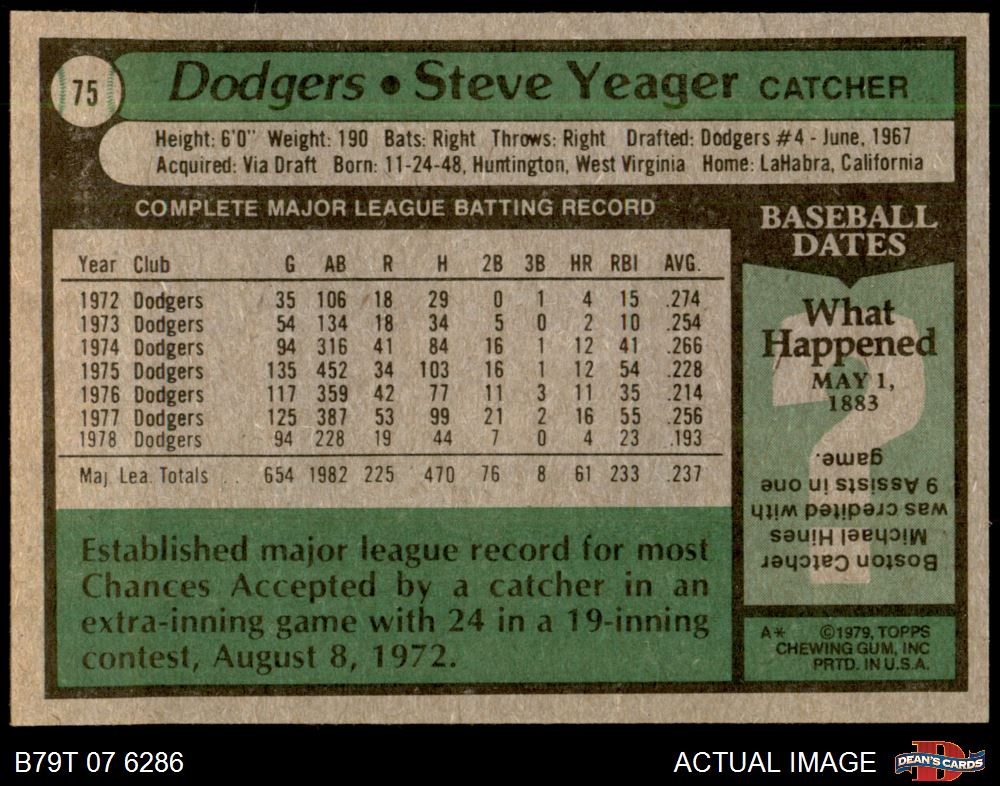 75
Dodgers • Steve Yeager CATCHER
Height: 6'0" Weight: 190 Bats: Right Throws: Right Drafted: Dodgers #4 - June, 1967
Acquired: Via Draft Born: 11-24-48, Huntington, West Virginia Home: LaHabra, California
COMPLETE MAJOR LEAGUE BATTING RECORD
Year Club G AB R H 2B 3B HR RBI AVG.
1972 Dodgers 35 106 18 29 0 1 4 15 .274
1973 Dodgers 54 134 18 34 5 0 2 10 .254
1974 Dodgers 94 316 41 84 16 1 12 41 .266
1975 Dodgers 135 452 34 103 16 1 12 54 .228
1976 Dodgers 117 359 42 77 11 3 11 35 .214
1977 Dodgers 125 387 53 99 21 2 16 55 .256
1978 Dodgers 94 228 19 44 7 0 4 23 .193
Maj. Lea. Totals . . 654 1982 225 470 76 8 61 233 .237
Established major league record for most
Chances Accepted by a catcher in an
extra-inning game with 24 in a 19-inning
contest, August 8, 1972.
BASEBALL
DATES
What
Happened
MAY 1,
1883
Boston Catcher
Michael Hines
was credited with
9 Assists in one
game.
A* ©1979, TOPPS
CHEWING GUM, INC
PRTD. IN U.S.A.
B79T 07 6286
ACTUAL IMAGE
DEAN'S CARDS